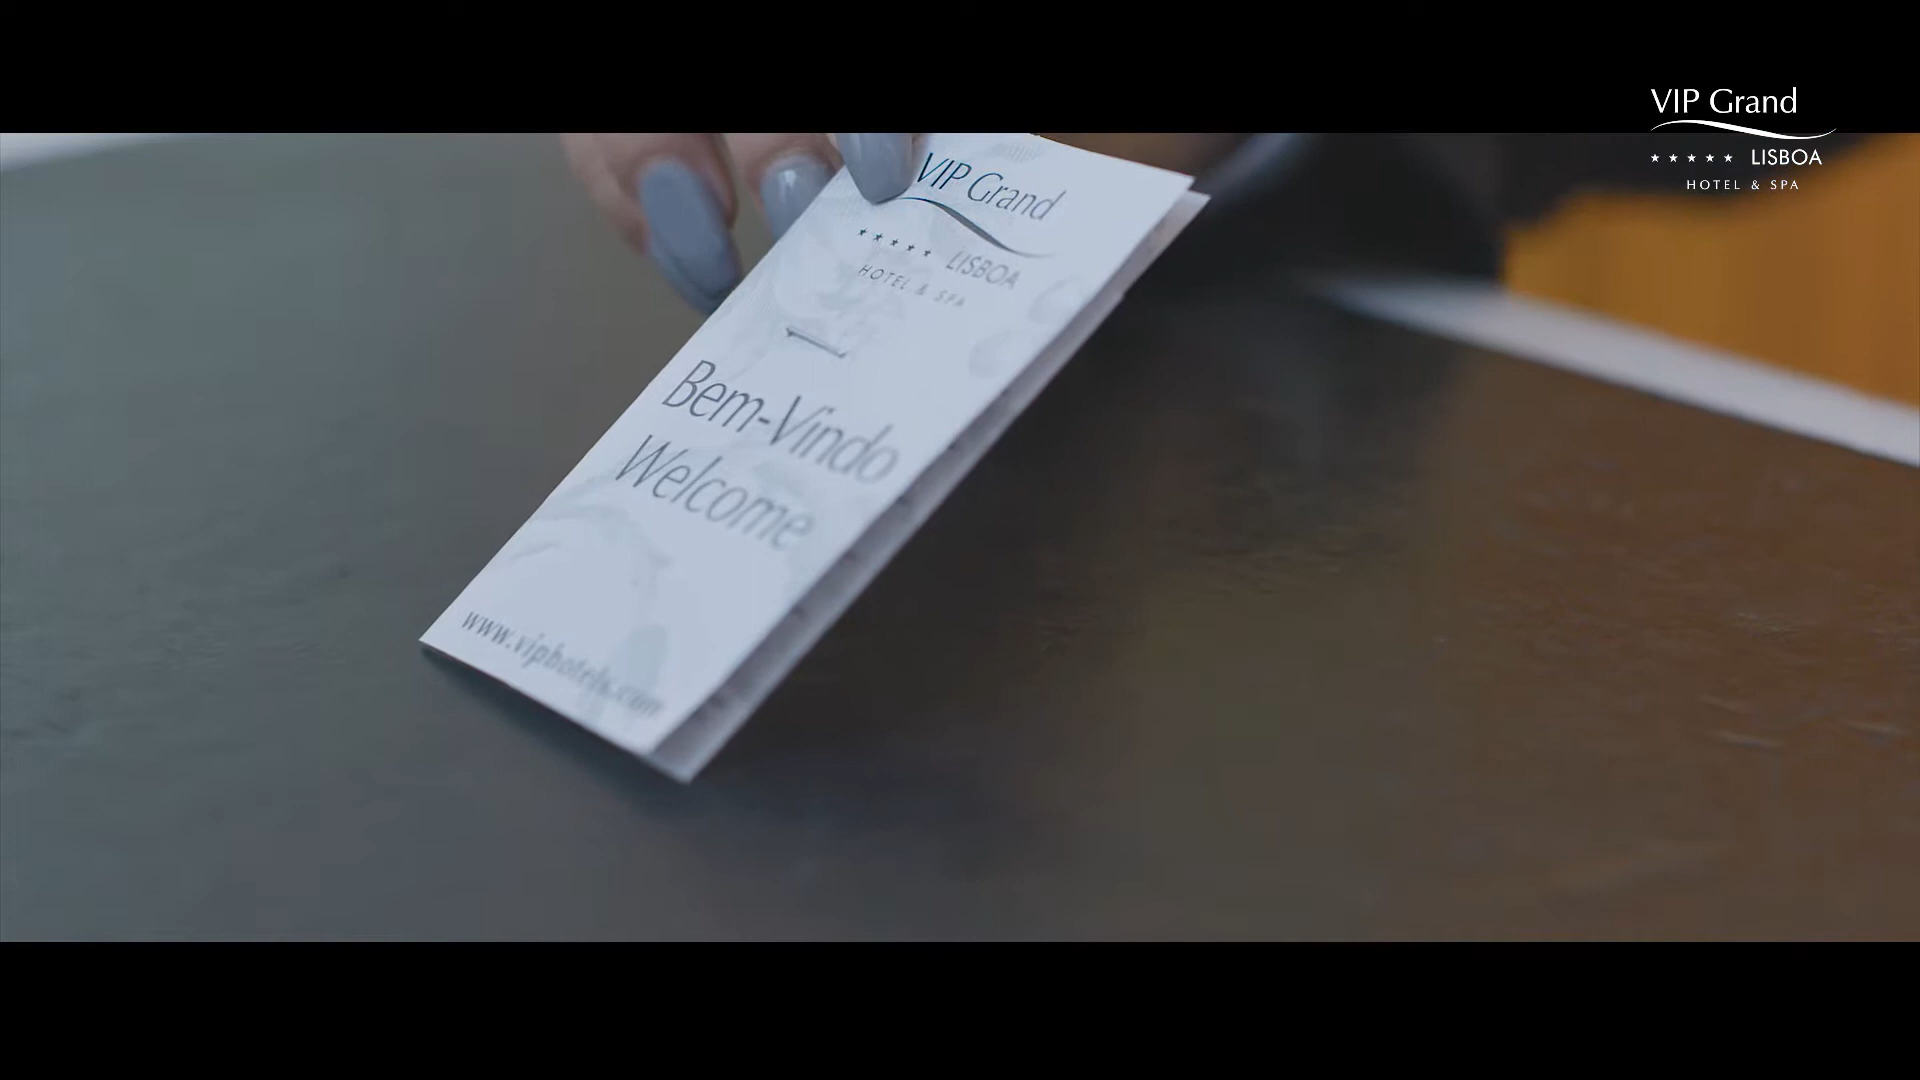 VIP Grand
★★★★★ LISBOA
HOTEL & SPA
VIP Grand
★★★★★ LISBOA
HOTEL & SPA
Bem-Vindo
Welcome
www.viphotels.com